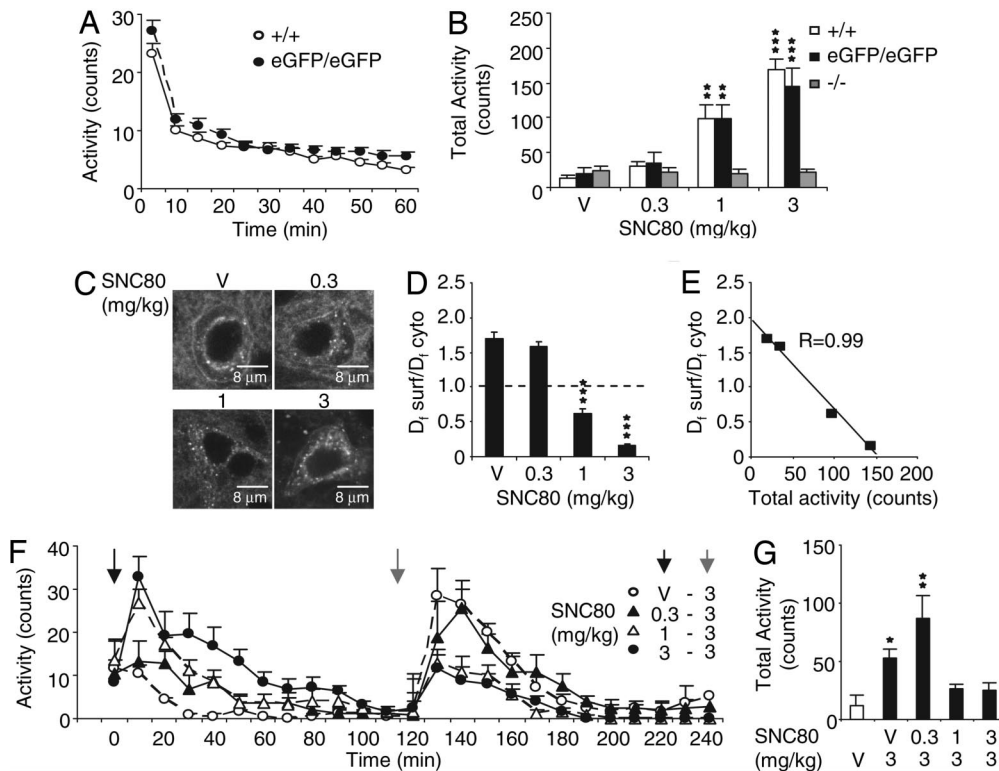 A
Activity (counts)
30
20
10
0
+/+
eGFP/eGFP
0 10 20 30 40 50 60
Time (min)
B
Total Activity
(counts)
250
200
150
100
50
0
** **
*** ***
+/+
eGFP/eGFP
-/-
V 0.3 1 3
SNC80 (mg/kg)
C SNC80
(mg/kg)
V 0.3
8 µm 8 µm
1 3
8 µm 8 µm
D
Df surf/Df cyto
2.5
2.0
1.5
1.0
0.5
0
***
***
V 0.3 1 3
SNC80 (mg/kg)
E
Df surf/Df cyto
2.5
2.0
1.5
1.0
0.5
0
R=0.99
0 50 100 150 200
Total activity (counts)
F
Activity (counts)
40
30
20
10
0
SNC80
(mg/kg)
V - 3
0.3 - 3
1 - 3
3 - 3
0 20 40 60 80 100 120 140 160 180 200 220 240
Time (min)
G
Total Activity
(counts)
150
100
50
0
*
**
SNC80 V 0.3 1 3
(mg/kg) V 3 3 3 3